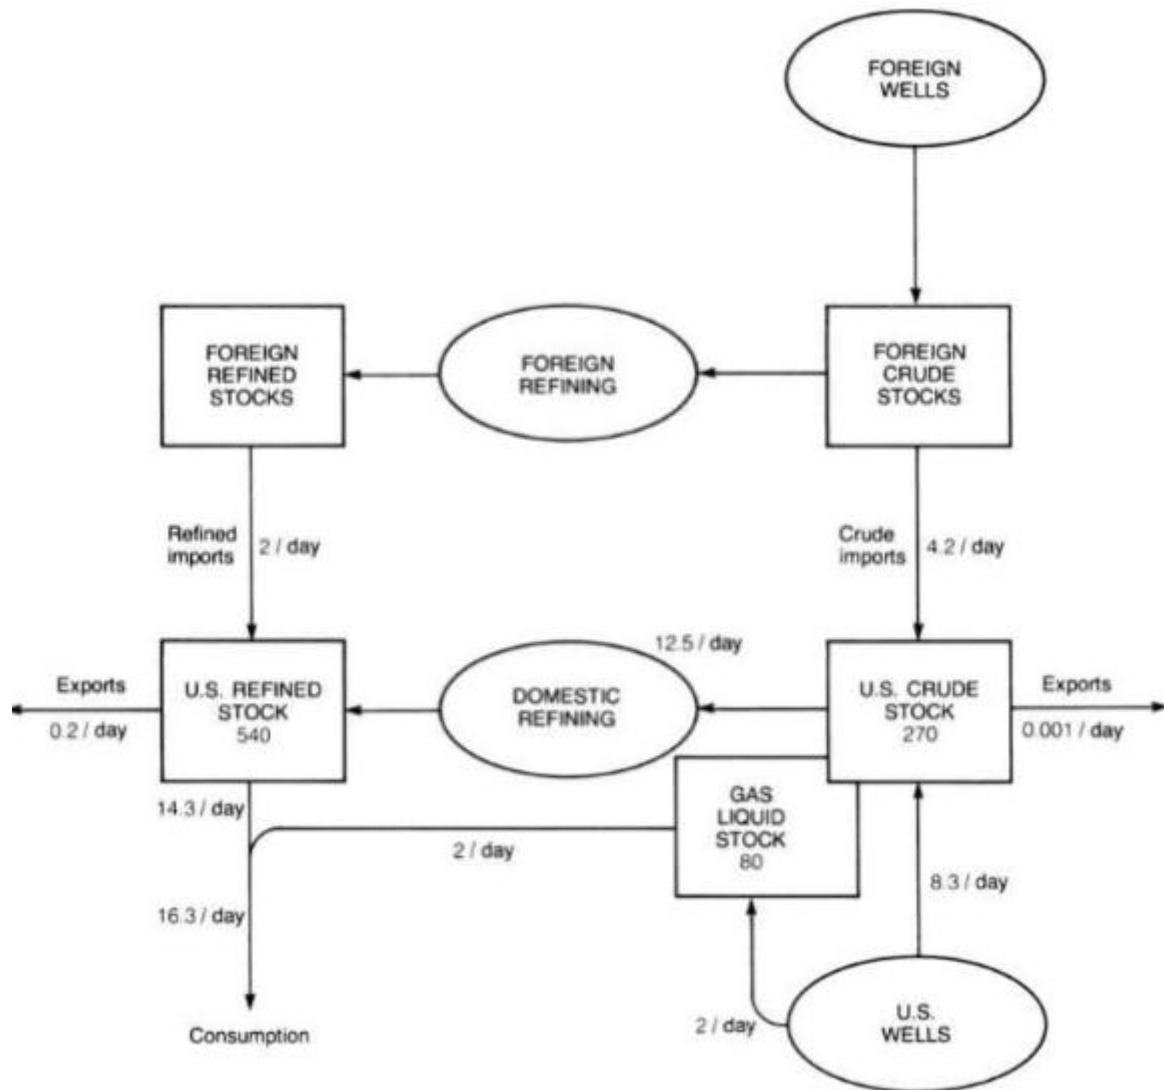 FOREIGN
WELLS
FOREIGN
REFINED
STOCKS
FOREIGN
REFINING
FOREIGN
CRUDE
STOCKS
Refined
imports
2 / day
Crude
imports
4.2 / day
Exports
0.2 / day
U.S. REFINED
STOCK
540
DOMESTIC
REFINING
12.5 / day
U.S. CRUDE
STOCK
270
Exports
0.001 / day
14.3 / day
GAS
LIQUID
STOCK
80
2 / day
8.3 / day
16.3 / day
2 / day
U.S.
WELLS
Consumption